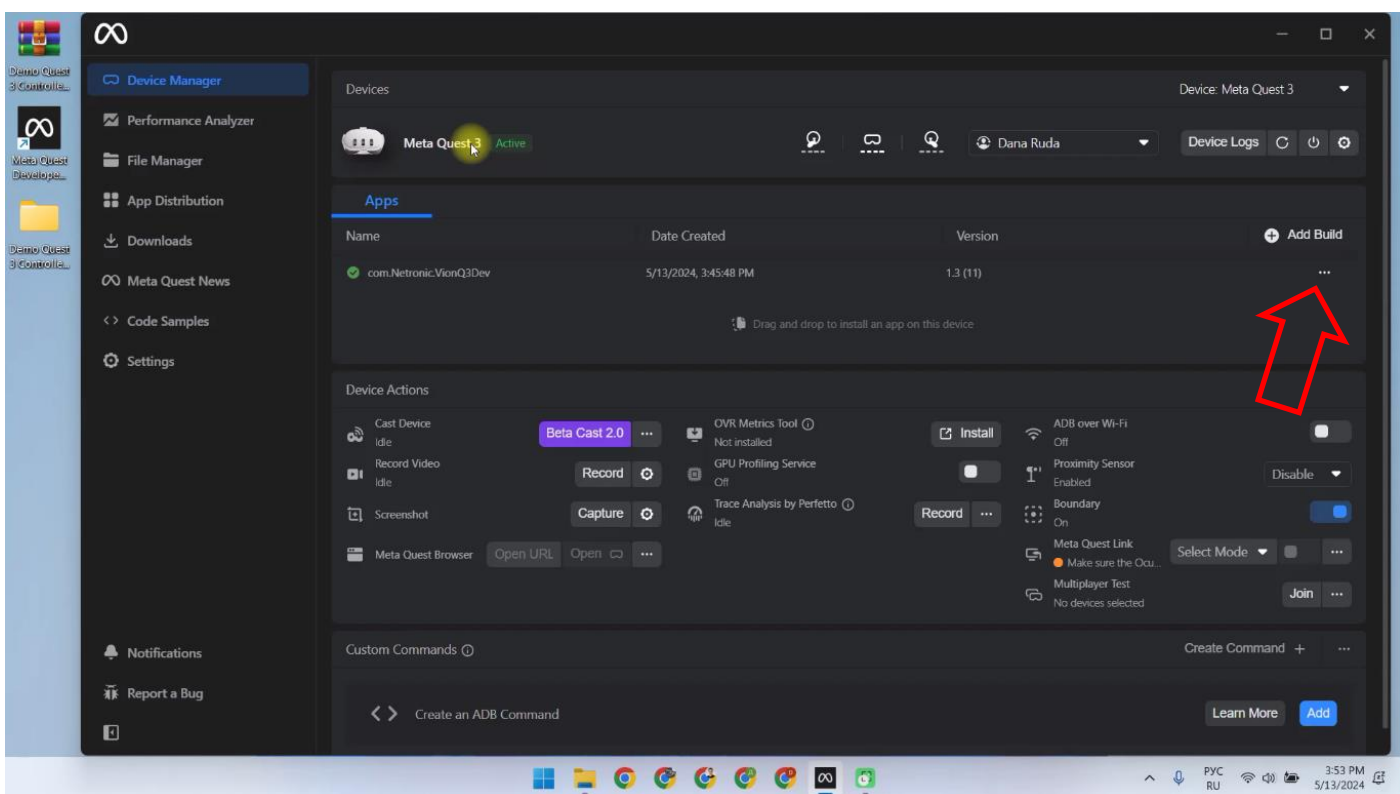 Demo Quest
3 Controlle...
Meta Quest
Develope...
Demo Quest
3 Controlle...
Device Manager
Performance Analyzer
File Manager
App Distribution
Downloads
Meta Quest News
Code Samples
Settings
Notifications
Report a Bug
Devices
Device: Meta Quest 3
Meta Quest 3
Active
Dana Ruda
Device Logs
Apps
Name
Date Created
Version
Add Build
com.Netronic.VionQ3Dev
5/13/2024, 3:45:48 PM
1.3 (11)
Drag and drop to install an app on this device
Device Actions
Cast Device
Idle
Beta Cast 2.0
Record Video
Idle
Record
Screenshot
Capture
Meta Quest Browser
Open URL
Open
OVR Metrics Tool
Not installed
Install
GPU Profiling Service
Off
Trace Analysis by Perfetto
Idle
Record
ADB over Wi-Fi
Off
Proximity Sensor
Enabled
Disable
Boundary
On
Meta Quest Link
Make sure the Ocu...
Select Mode
Multiplayer Test
No devices selected
Join
Custom Commands
Create Command +
Create an ADB Command
Learn More
Add
РУС
RU
3:53 PM
5/13/2024